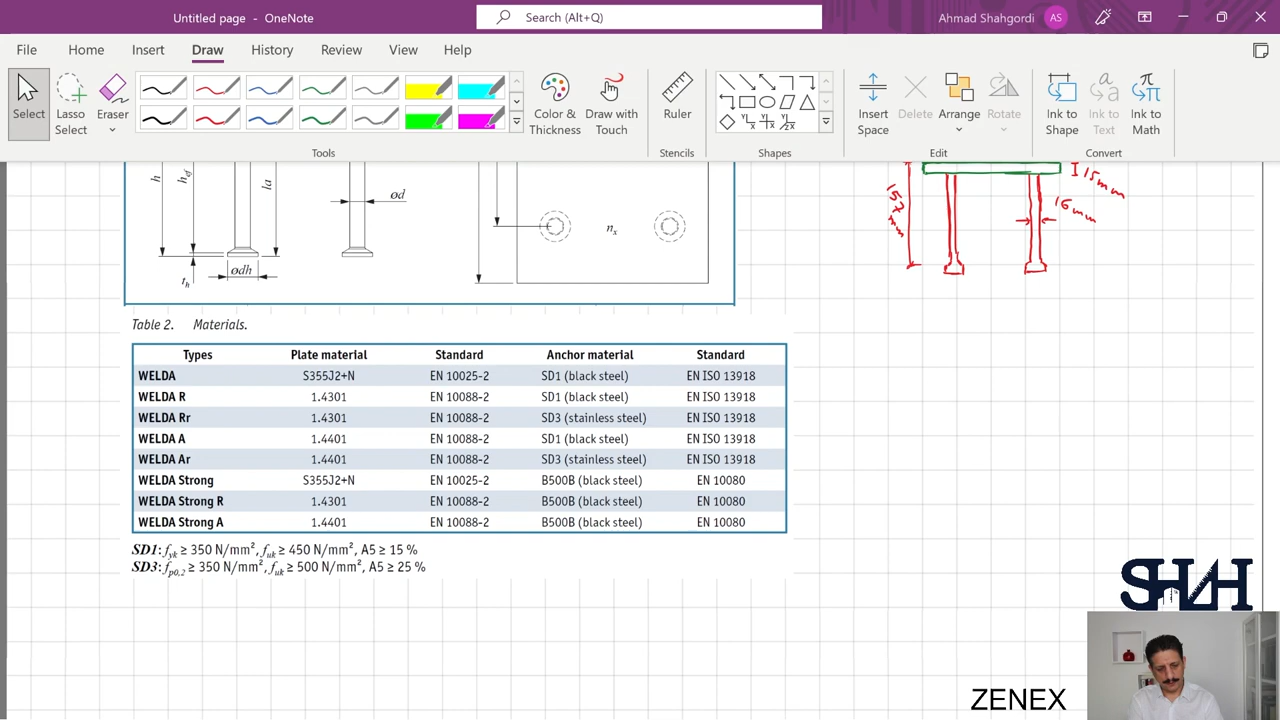 Untitled page - OneNote
Search (Alt+Q)
Ahmad Shahgordi
AS
File Home Insert Draw History Review View Help
Select
Lasso Select
Eraser
Color & Thickness
Draw with Touch
Ruler
Insert Space
Delete
Arrange
Rotate
Ink to Shape
Ink to Text
Ink to Math
Tools
Stencils
Shapes
Edit
Convert
h
hef
la
ød
ødh
th
nx
15mm
16mm
157mm
Table 2. Materials.
Types Plate material Standard Anchor material Standard
WELDA S355J2+N EN 10025-2 SD1 (black steel) EN ISO 13918
WELDA R 1.4301 EN 10088-2 SD1 (black steel) EN ISO 13918
WELDA Rr 1.4301 EN 10088-2 SD3 (stainless steel) EN ISO 13918
WELDA A 1.4401 EN 10088-2 SD1 (black steel) EN ISO 13918
WELDA Ar 1.4401 EN 10088-2 SD3 (stainless steel) EN ISO 13918
WELDA Strong S355J2+N EN 10025-2 B500B (black steel) EN 10080
WELDA Strong R 1.4301 EN 10088-2 B500B (black steel) EN 10080
WELDA Strong A 1.4401 EN 10088-2 B500B (black steel) EN 10080
SD1: fyk ≥ 350 N/mm², fuk ≥ 450 N/mm², A5 ≥ 15 %
SD3: fp0,2 ≥ 350 N/mm², fuk ≥ 500 N/mm², A5 ≥ 25 %
ZENEX